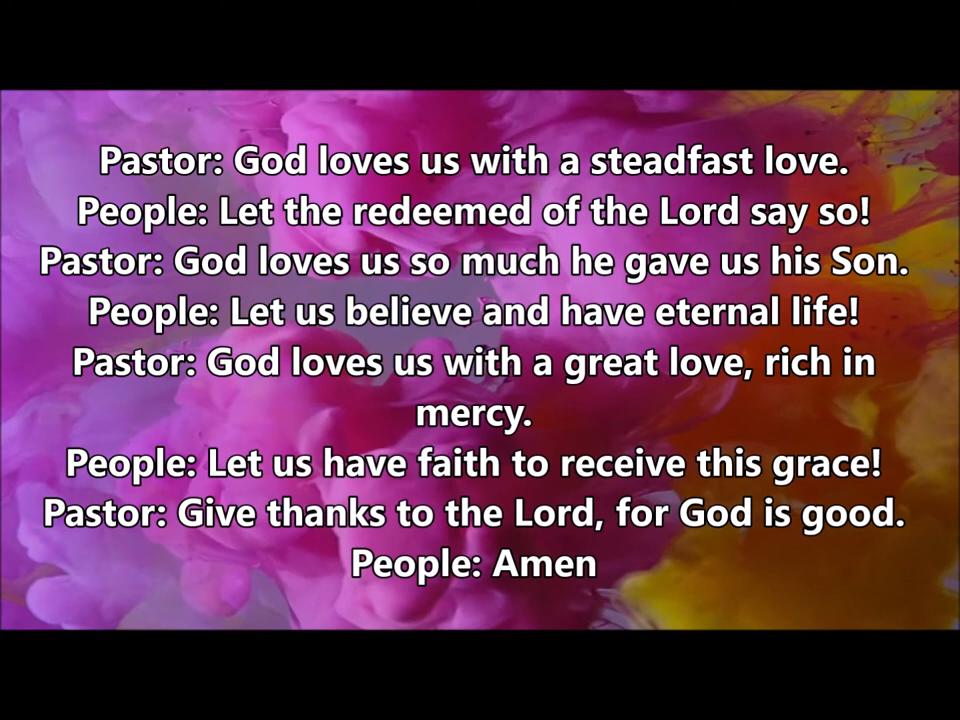 Pastor: God loves us with a steadfast love.
People: Let the redeemed of the Lord say so!
Pastor: God loves us so much he gave us his Son.
People: Let us believe and have eternal life!
Pastor: God loves us with a great love, rich in
mercy.
People: Let us have faith to receive this grace!
Pastor: Give thanks to the Lord, for God is good.
People: Amen